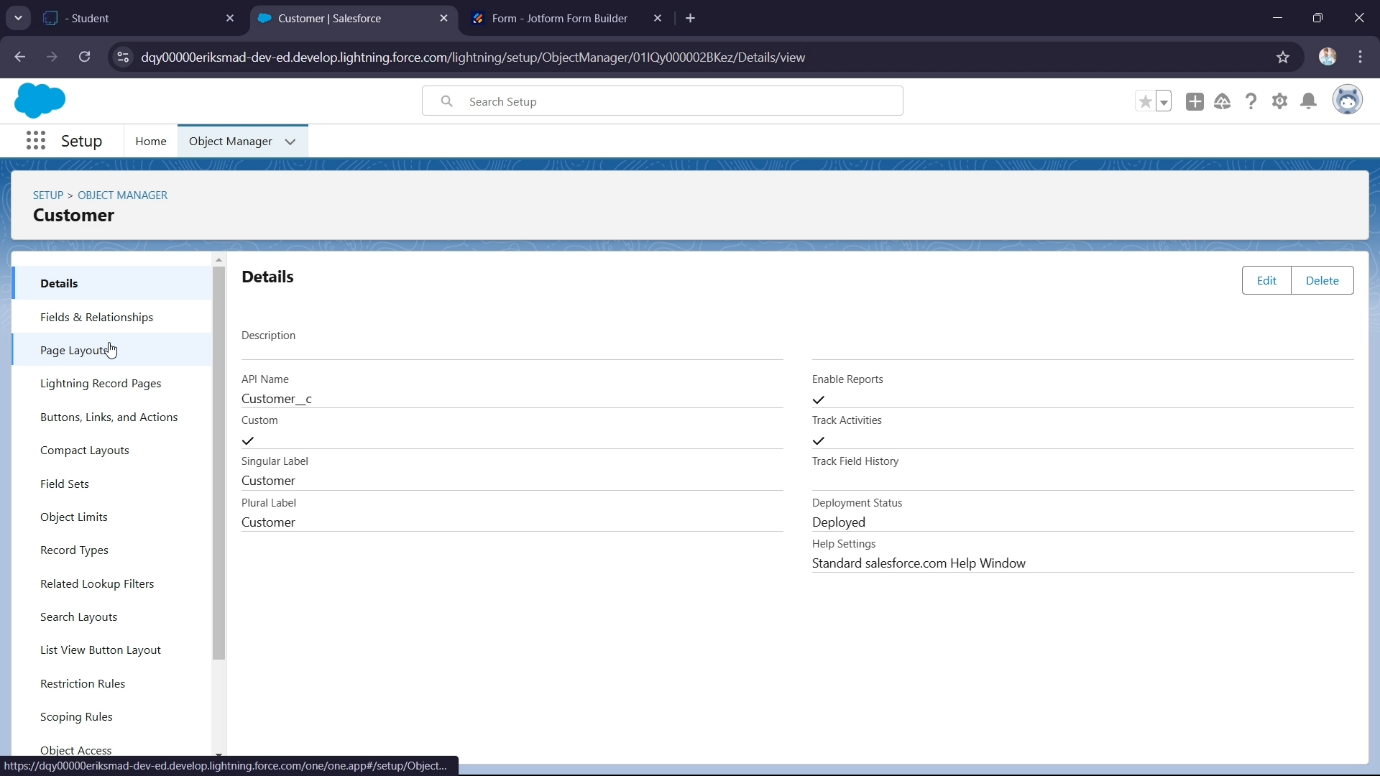 - Student
Customer | Salesforce
Form - Jotform Form Builder
dqy00000eriksmad-dev-ed.develop.lightning.force.com/lightning/setup/ObjectManager/01IQy000002BKez/Details/view
Search Setup
Setup
Home
Object Manager
SETUP > OBJECT MANAGER
Customer
Details
Fields & Relationships
Page Layouts
Lightning Record Pages
Buttons, Links, and Actions
Compact Layouts
Field Sets
Object Limits
Record Types
Related Lookup Filters
Search Layouts
List View Button Layout
Restriction Rules
Scoping Rules
Object Access
Details
Edit
Delete
Description
API Name
Customer__c
Custom
Singular Label
Customer
Plural Label
Customer
Enable Reports
Track Activities
Track Field History
Deployment Status
Deployed
Help Settings
Standard salesforce.com Help Window
https://dqy00000eriksmad-dev-ed.develop.lightning.force.com/one/one.app#/setup/Object...